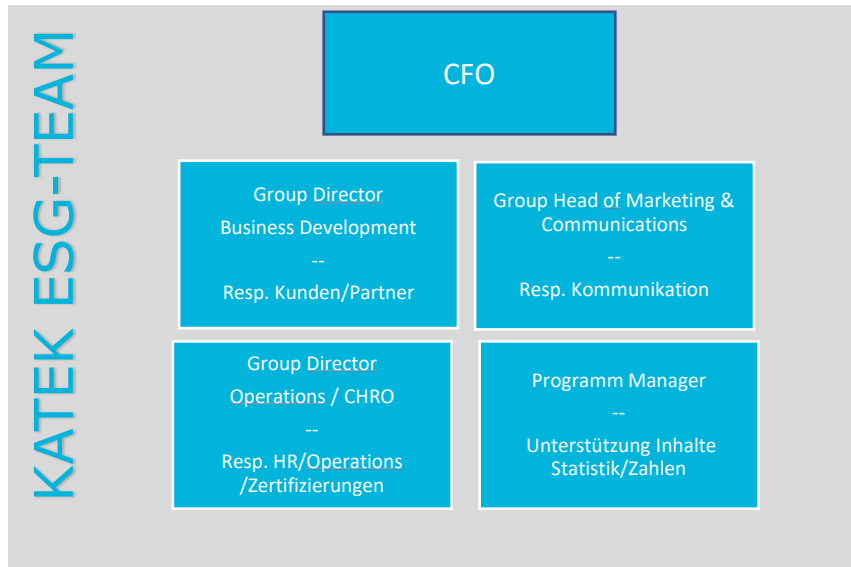 KATEK ESG-TEAM
CFO
Group Director
Business Development
--
Resp. Kunden/Partner
Group Head of Marketing &
Communications
--
Resp. Kommunikation
Group Director
Operations / CHRO
--
Resp. HR/Operations
/Zertifizierungen
Programm Manager
--
Unterstützung Inhalte
Statistik/Zahlen